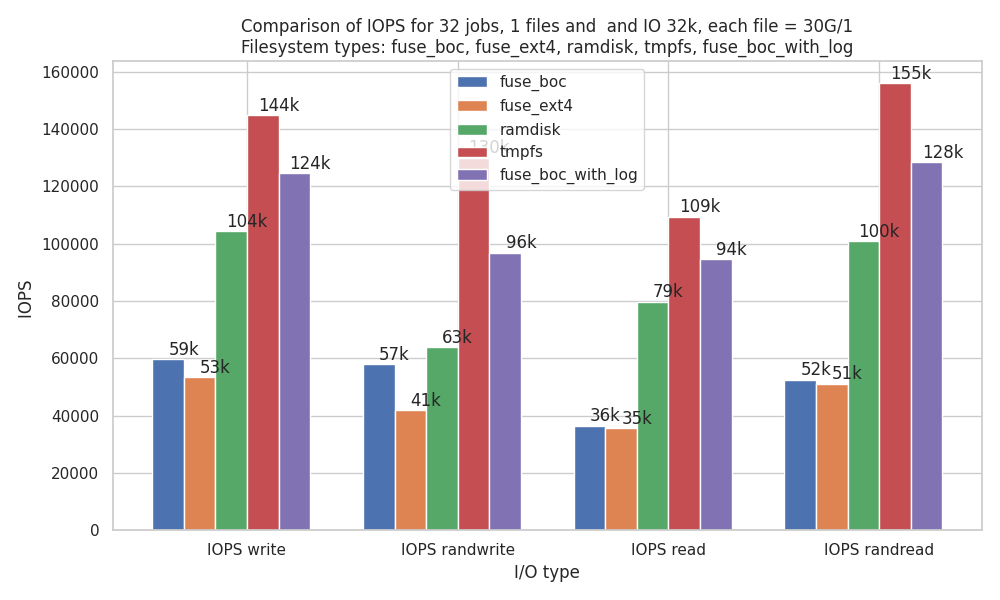 Comparison of IOPS for 32 jobs, 1 files and  and IO 32k, each file = 30G/1
Filesystem types: fuse_boc, fuse_ext4, ramdisk, tmpfs, fuse_boc_with_log
IOPS
160000
140000
120000
100000
80000
60000
40000
20000
0
fuse_boc
fuse_ext4
ramdisk
tmpfs
fuse_boc_with_log
59k
53k
104k
144k
124k
57k
41k
63k
130k
96k
36k
35k
79k
109k
94k
52k
51k
100k
155k
128k
IOPS write
IOPS randwrite
IOPS read
IOPS randread
I/O type